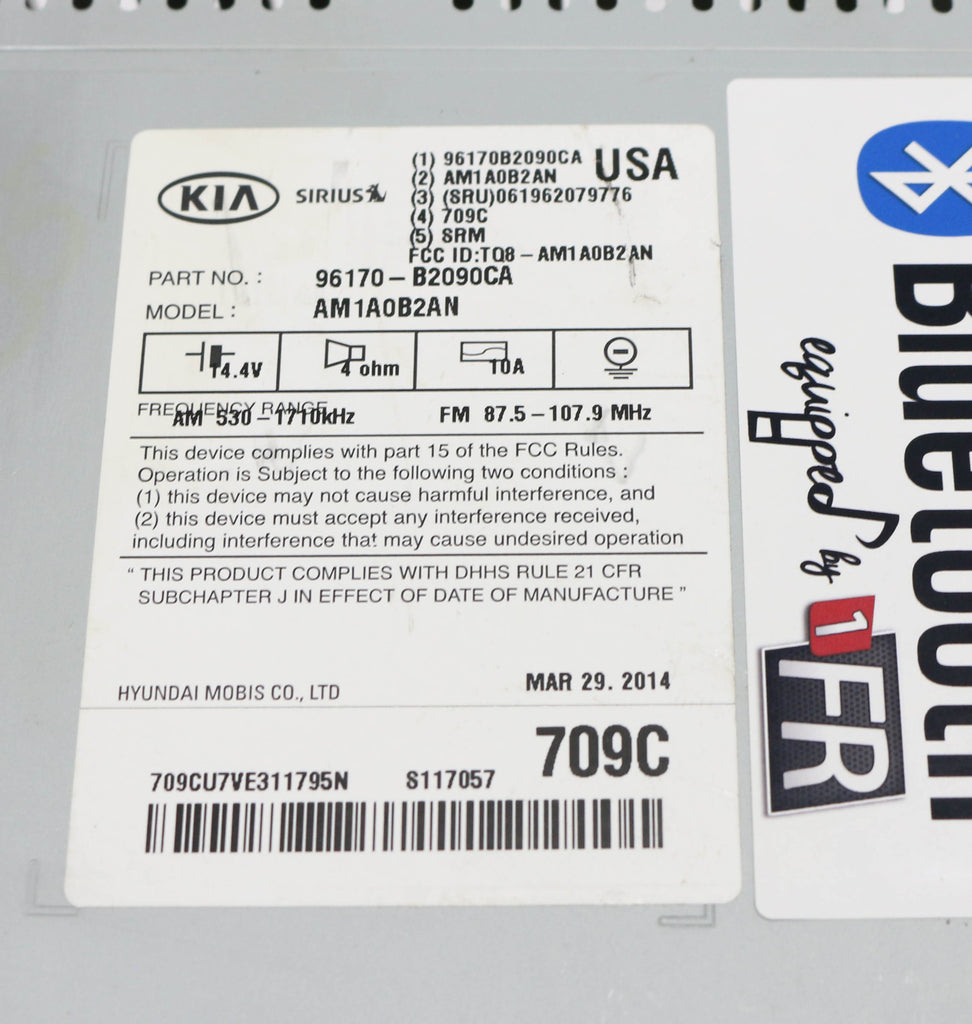 KIA
SIRIUS
(1) 96170B2090CA USA
(2) AM1A0B2AN
(3) (SRU)061962079776
(4) 709C
(5) 8RM
FCC ID:TQ8-AM1A0B2AN
PART NO. : 96170-B2090CA
MODEL : AM1A0B2AN
14.4V
4 ohm
10A
FREQUENCY RANGE
AM 530-1710kHz FM 87.5-107.9 MHz
This device complies with part 15 of the FCC Rules.
Operation is Subject to the following two conditions :
(1) this device may not cause harmful interference, and
(2) this device must accept any interference received,
including interference that may cause undesired operation
" THIS PRODUCT COMPLIES WITH DHHS RULE 21 CFR
SUBCHAPTER J IN EFFECT OF DATE OF MANUFACTURE "
HYUNDAI MOBIS CO., LTD MAR 29. 2014
709C
709CU7VE311795N S117057
Bluetooth
equipped by
1
FR